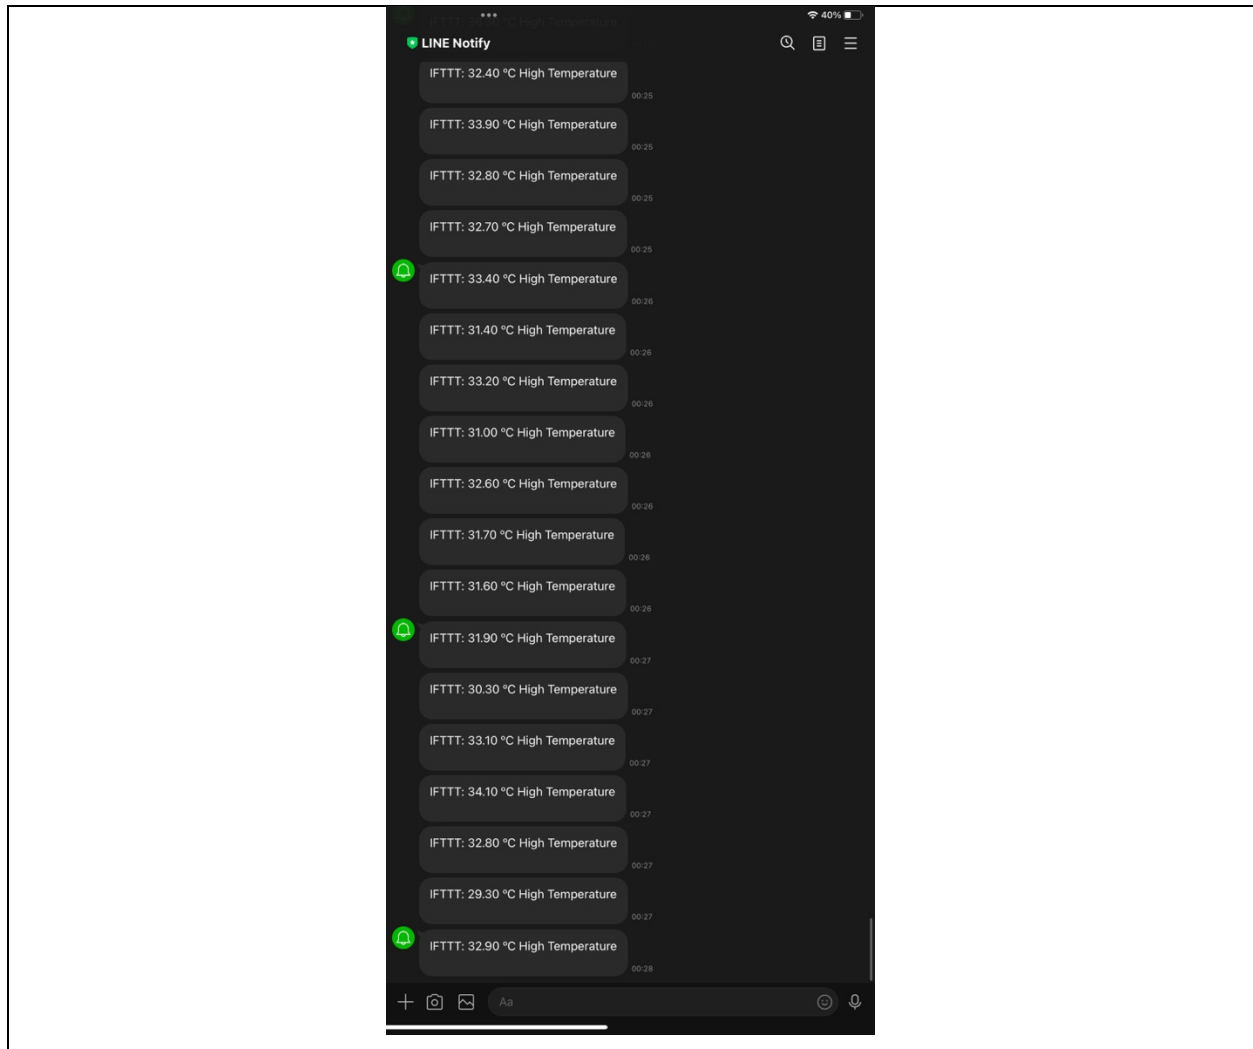 40%
LINE Notify
IFTTT: 32.40 °C High Temperature
00:25
IFTTT: 33.90 °C High Temperature
00:25
IFTTT: 32.80 °C High Temperature
00:25
IFTTT: 32.70 °C High Temperature
00:25
IFTTT: 33.40 °C High Temperature
00:26
IFTTT: 31.40 °C High Temperature
00:26
IFTTT: 33.20 °C High Temperature
00:26
IFTTT: 31.00 °C High Temperature
00:26
IFTTT: 32.60 °C High Temperature
00:26
IFTTT: 31.70 °C High Temperature
00:26
IFTTT: 31.60 °C High Temperature
00:26
IFTTT: 31.90 °C High Temperature
00:27
IFTTT: 30.30 °C High Temperature
00:27
IFTTT: 33.10 °C High Temperature
00:27
IFTTT: 34.10 °C High Temperature
00:27
IFTTT: 32.80 °C High Temperature
00:27
IFTTT: 29.30 °C High Temperature
00:27
IFTTT: 32.90 °C High Temperature
00:28
Aa